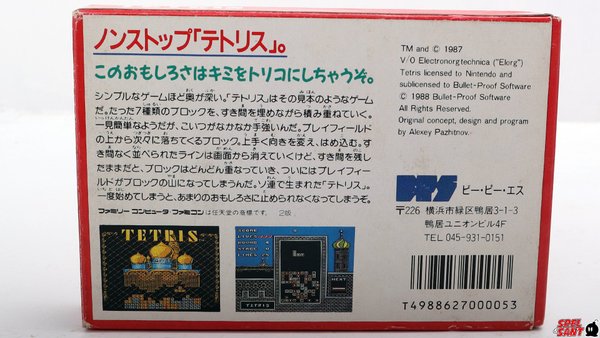 ノンストップ「テトリス」。
このおもしろさはキミをトリコにしちゃうぞ。
シンプルなゲームほど奥が深い。「テトリス」はその見本のようなゲーム
だ。たった7種類のブロックを、すき間を埋めながら積み重ねていく。
一見簡単なようだが、こいつがなかなか手強いんだ。プレイフィールド
の上から次々に落ちてくるブロックを、上手く向きを変え、はめ込む。すき
間なく並べられたラインは画面から消えていくけど、すき間を残し
たままだと、ブロックはどんどん重なっていき、ついにはプレイフィー
ルドがブロックの山になってしまうんだ。ソ連で生まれた「テトリス」。
一度始めてしまうと、あまりのおもしろさに止められなくなってしまうぞ。
ファミリー コンピュータ ファミコンは任天堂の商標です。 2版
TETRIS
SCORE
NEXT
TETRIS
TM and © 1987
V/O Electronorgtechnica ("Elorg")
Tetris licensed to Nintendo and
sublicensed to Bullet-Proof Software
© 1988 Bullet-Proof Software
All Rights Reserved.
Original concept, design and program
by Alexey Pazhitnov.
BPS ビー・ピー・エス
〒226 横浜市緑区鴨居3-1-3
鴨居ユニオンビル4F
TEL 045-931-0151
T4988627000053